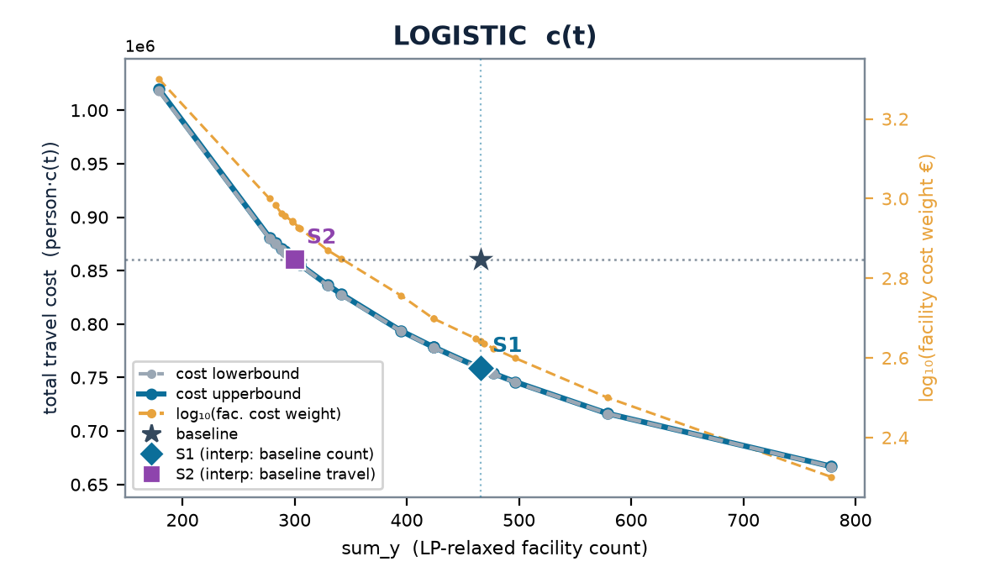 LOGISTIC  c(t)
1e6
total travel cost  (person·c(t))
1.00
0.95
0.90
0.85
0.80
0.75
0.70
0.65
S2
S1
3.2
3.0
2.8
2.6
2.4
log₁₀(facility cost weight €)
cost lowerbound
cost upperbound
log₁₀(fac. cost weight)
baseline
S1 (interp: baseline count)
S2 (interp: baseline travel)
200
300
400
500
600
700
800
sum_y  (LP-relaxed facility count)